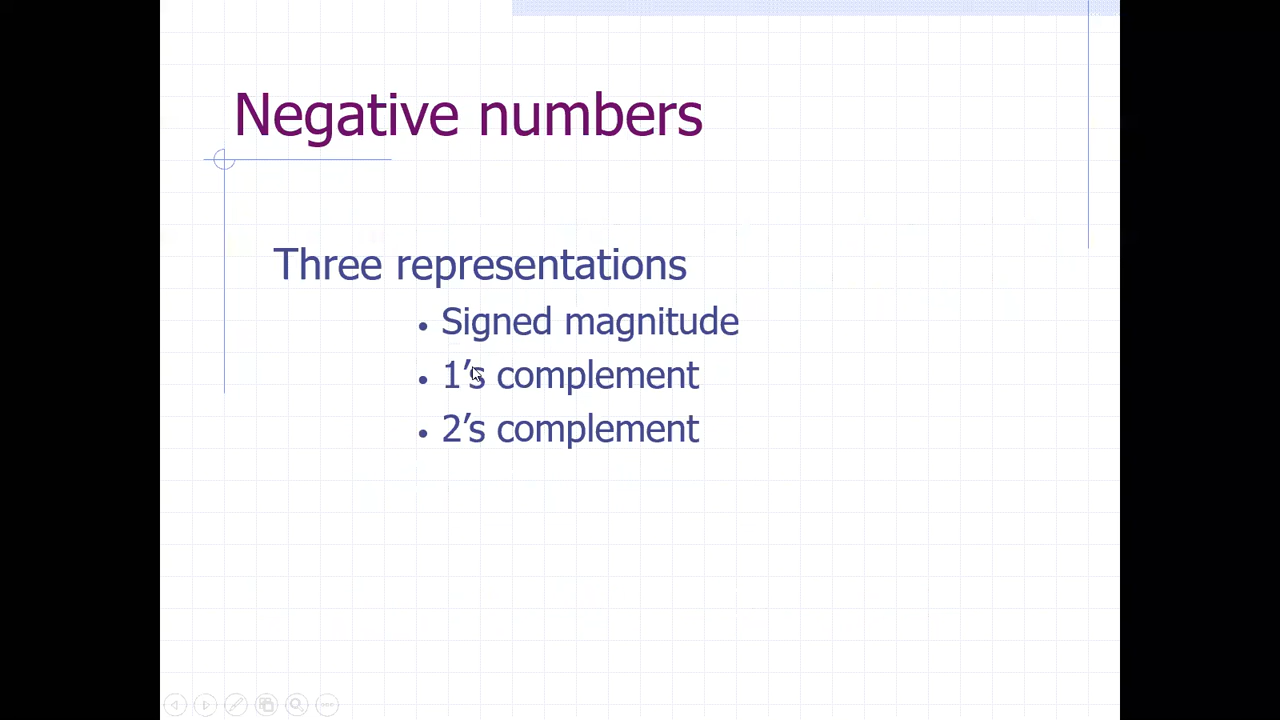 Negative numbers
Three representations
• Signed magnitude
• 1’s complement
• 2’s complement